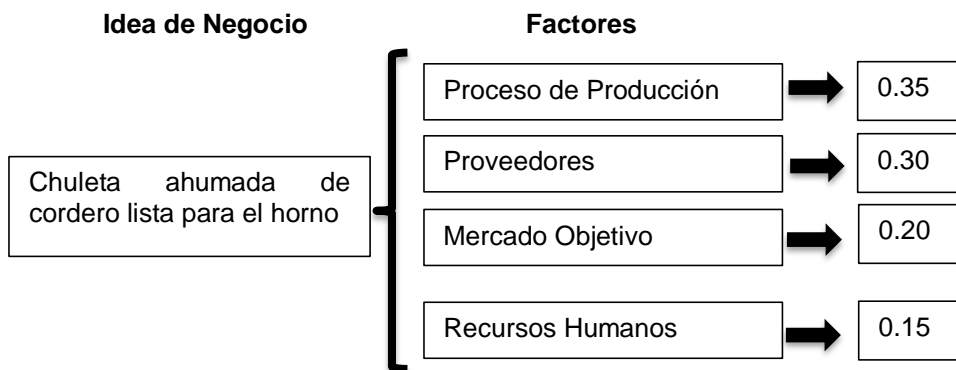 Idea de Negocio
Factores
Proceso de Producción
0.35
Proveedores
0.30
Chuleta ahumada de
cordero lista para el horno
Mercado Objetivo
0.20
Recursos Humanos
0.15